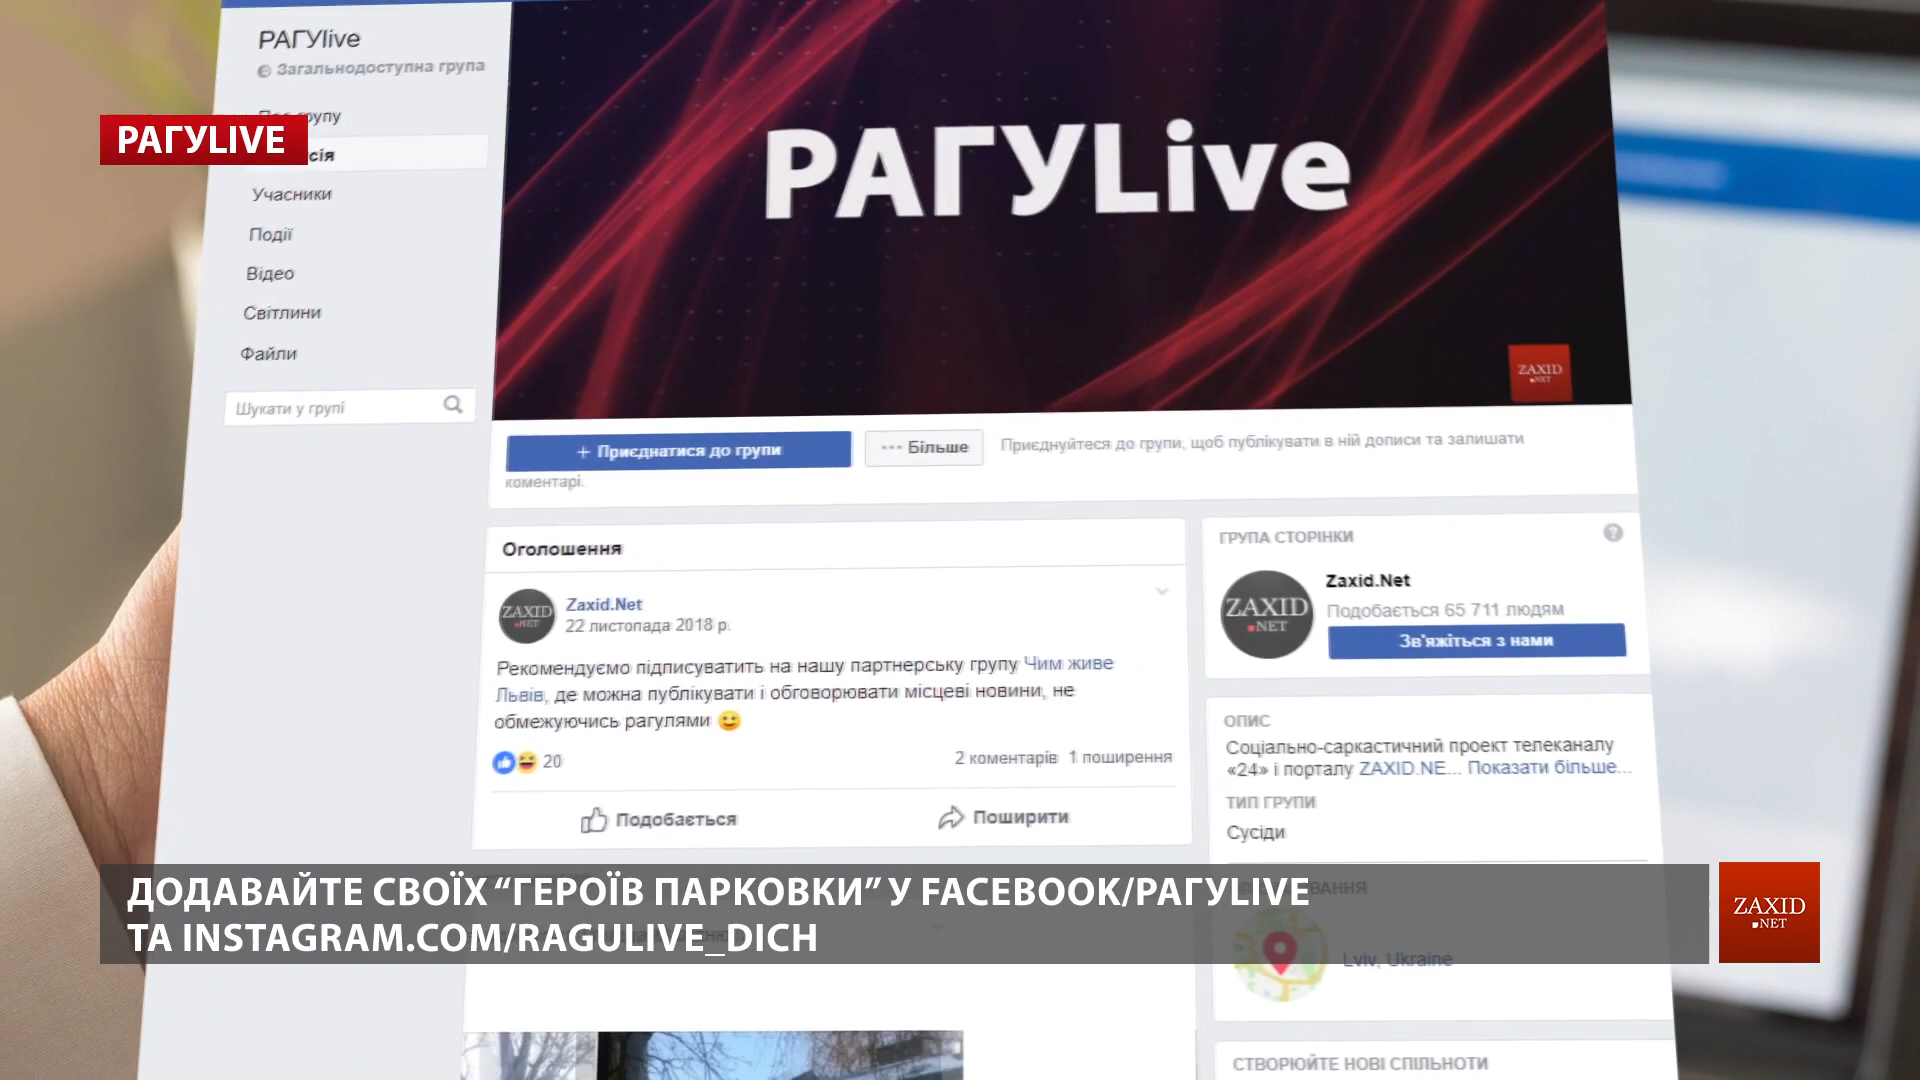 РАГУlive
Загальнодоступна група
групу
РАГУLIVE
сія
Учасники
Події
Відео
Світлини
Файли
Шукати у групі
РАГУLive
ZAXID
.NET
+ Приєднатися до групи
··· Більше
Приєднуйтеся до групи, щоб публікувати в ній дописи та залишати
коментарі.
Оголошення
ZAXID
.NET
Zaxid.Net
22 листопада 2018 р.
Рекомендуємо підписуватить на нашу партнерську групу Чим живе
Львів, де можна публікувати і обговорювати місцеві новини, не
обмежуючись рагулями
20
2 коментарів 1 поширення
Подобається
Поширити
ГРУПА СТОРІНКИ
ZAXID
.NET
Zaxid.Net
Подобається 65 711 людям
Зв'яжіться з нами
ОПИС
Соціально-саркастичний проект телеканалу
«24» і порталу ZAXID.NE... Показати більше...
ТИП ГРУПИ
Сусіди
Lviv, Ukraine
СТВОРЮЙТЕ НОВІ СПІЛЬНОТИ
ДОДАВАЙТЕ СВОЇХ “ГЕРОЇВ ПАРКОВКИ” У FACEBOOK/РАГУLIVE
ТА INSTAGRAM.COM/RAGULIVE_DICH
ZAXID
.NET